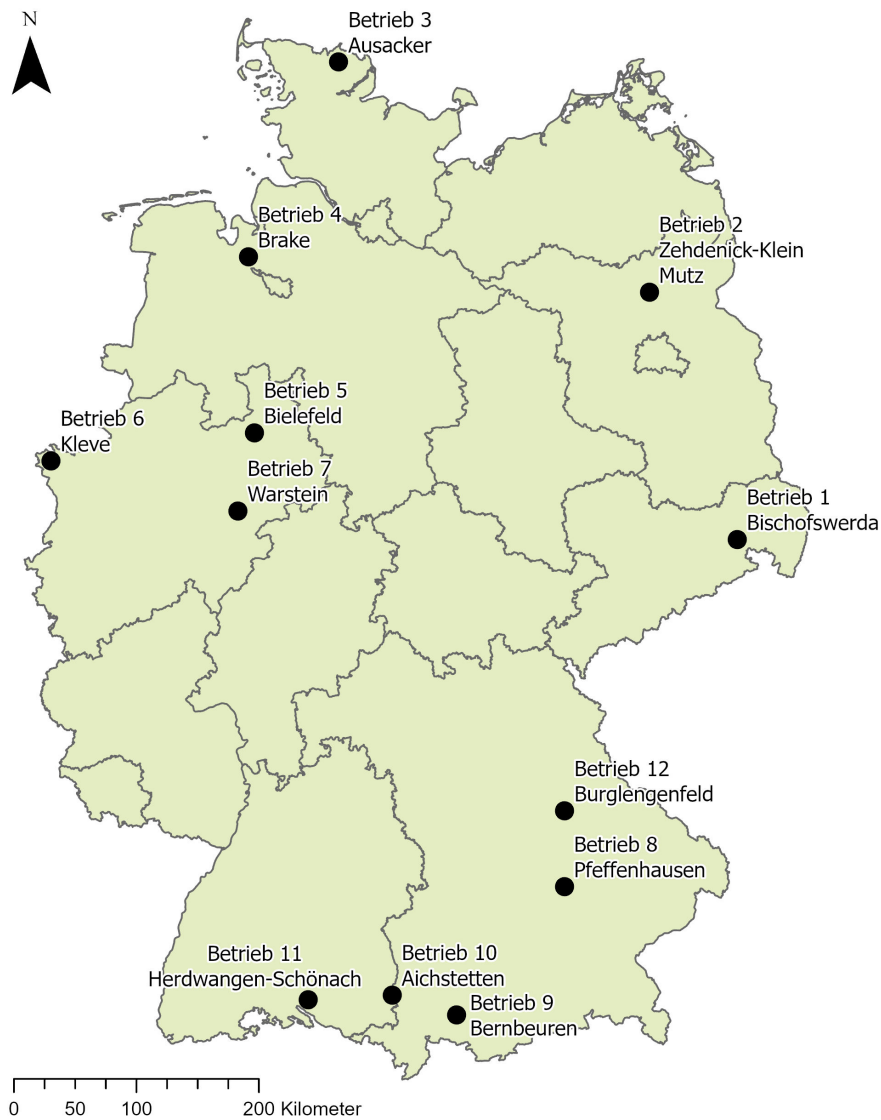 N
Betrieb 3
Ausacker
Betrieb 4
Brake
Betrieb 2
Zehdenick-Klein
Mutz
Betrieb 5
Bielefeld
Betrieb 6
Kleve
Betrieb 7
Warstein
Betrieb 1
Bischofswerda
Betrieb 12
Burglengenfeld
Betrieb 8
Pfeffenhausen
Betrieb 11
Herdwangen-Schönach
Betrieb 10
Aichstetten
Betrieb 9
Bernbeuren
0 50 100 200 Kilometer